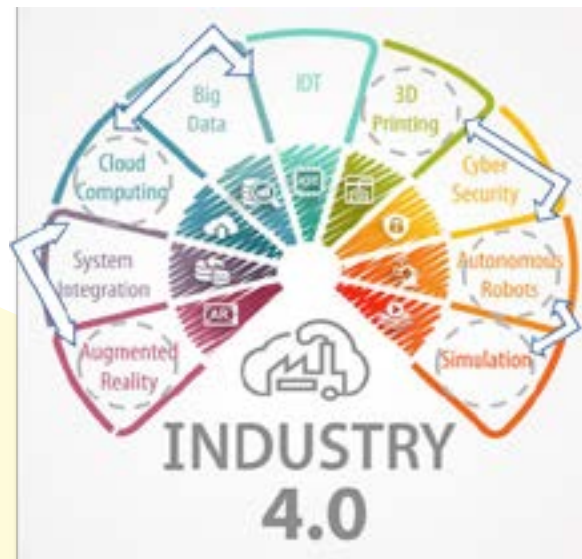 Big
Data
IOT
3D
Printing
Cloud
Computing
Cyber
Security
System
Integration
Autonomous
Robots
Augmented
Reality
Simulation
AR
INDUSTRY
4.0